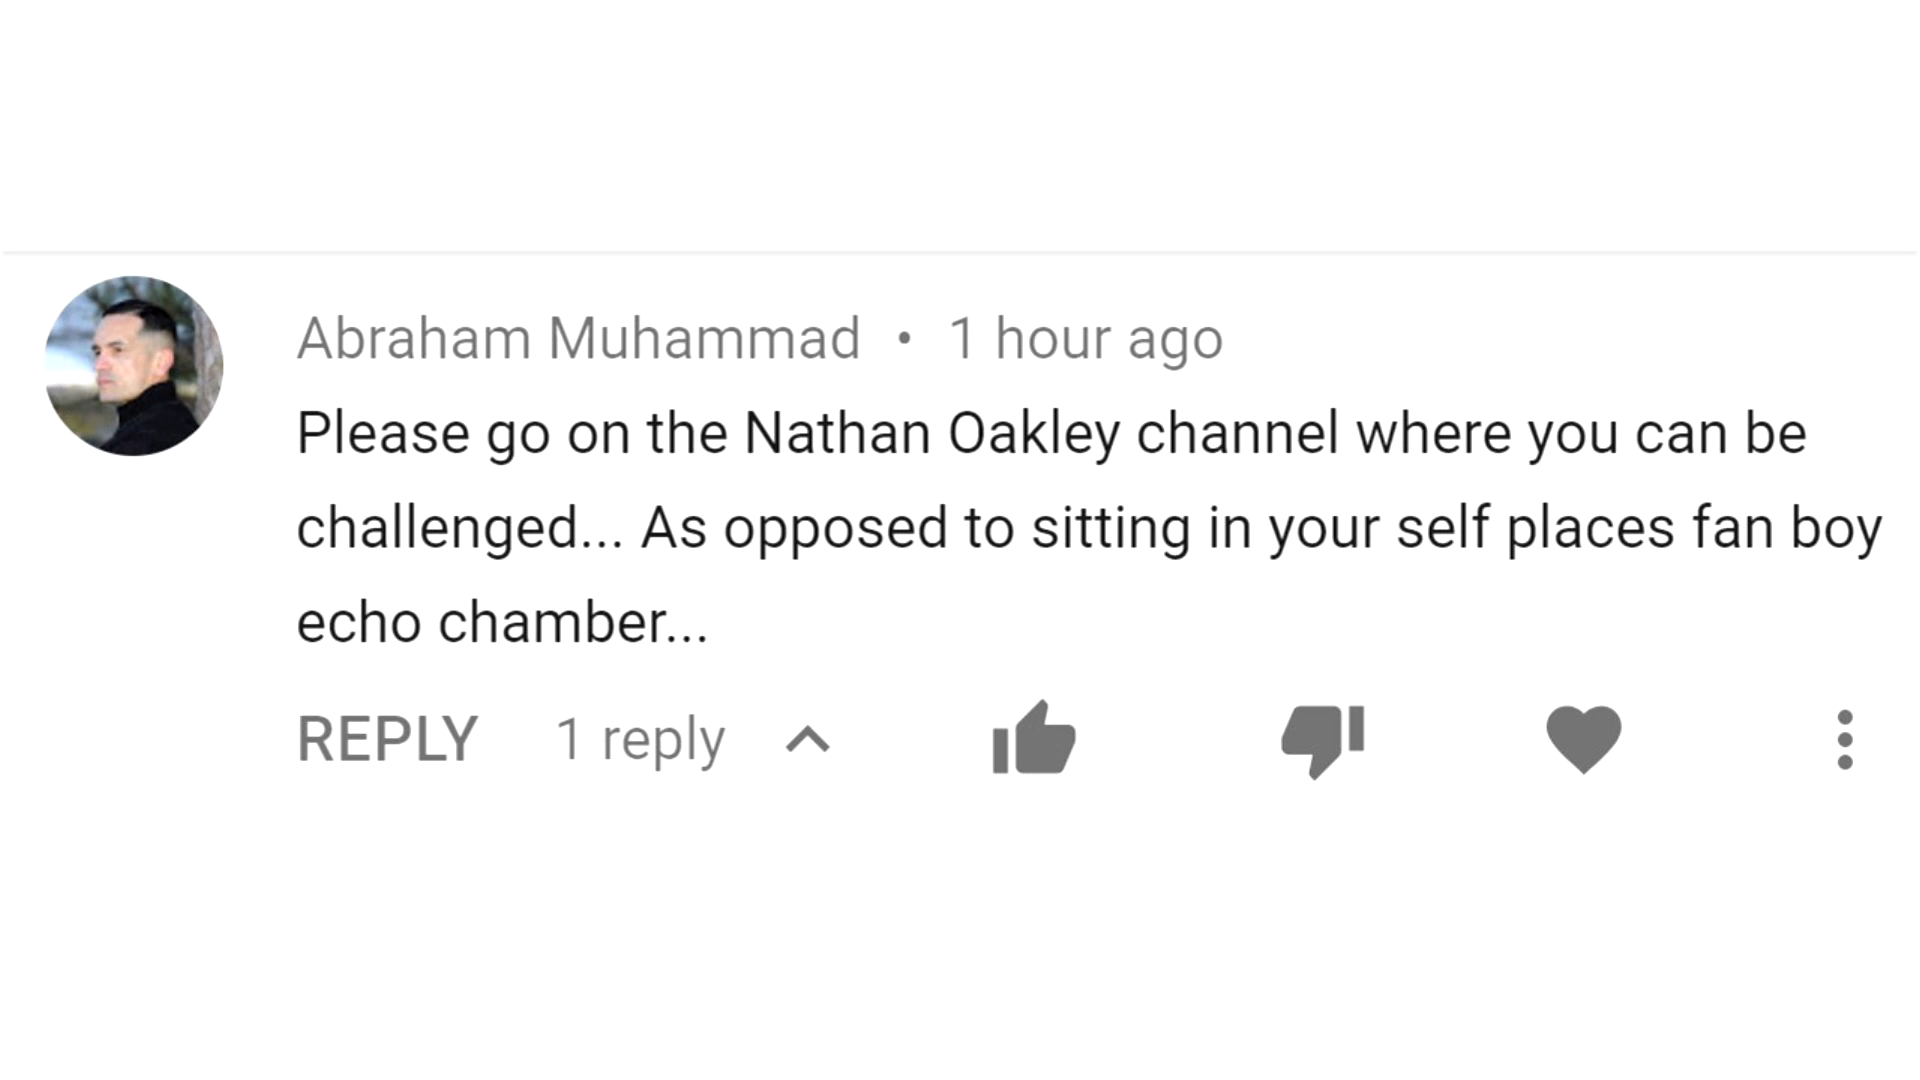 Abraham Muhammad • 1 hour ago
Please go on the Nathan Oakley channel where you can be
challenged... As opposed to sitting in your self places fan boy
echo chamber...
REPLY 1 reply